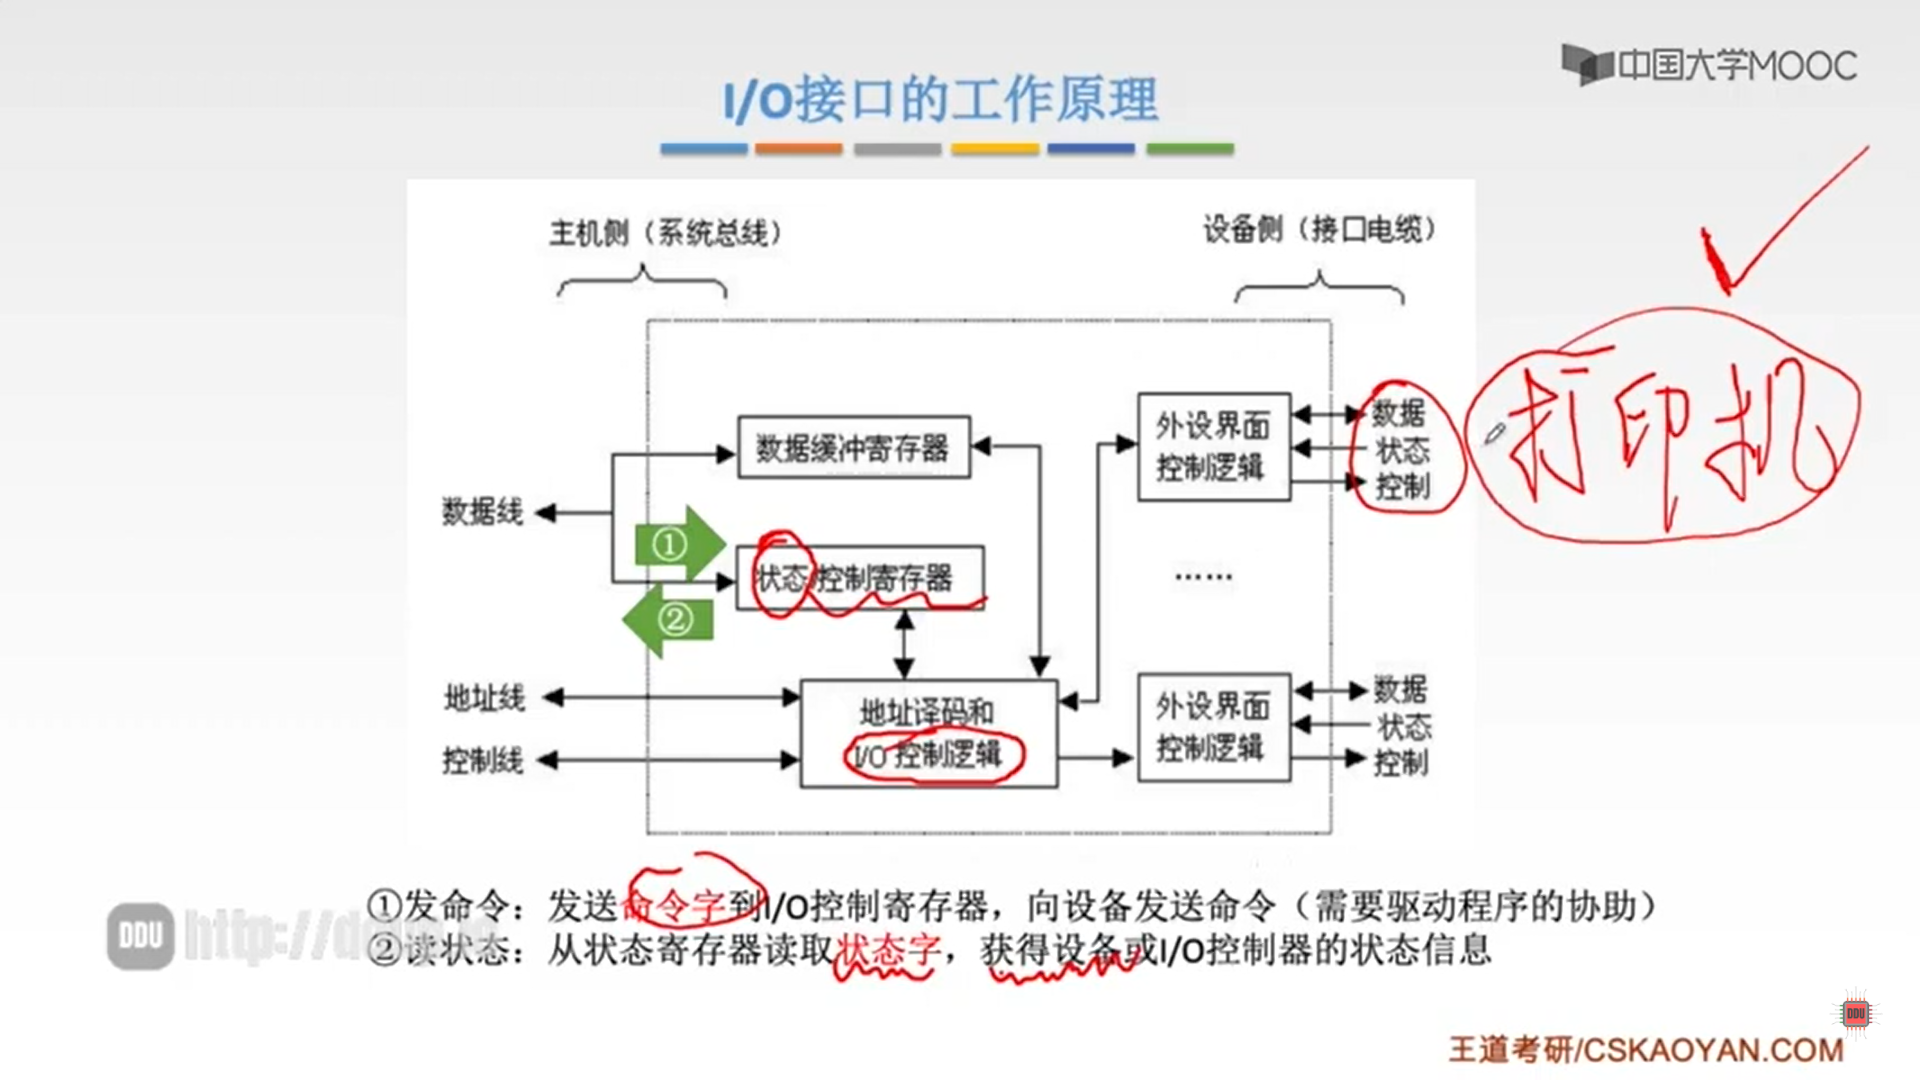 中国大学MOOC
I/O接口的工作原理
主机侧（系统总线）
设备侧（接口电缆）
数据缓冲寄存器
外设界面
控制逻辑
数据
状态
控制
打印机
数据线
①
状态/控制寄存器
②
……
地址线
控制线
地址译码和
I/O 控制逻辑
外设界面
控制逻辑
数据
状态
控制
①发命令：发送命令字到I/O控制寄存器，向设备发送命令（需要驱动程序的协助）
②读状态：从状态寄存器读取状态字，获得设备或I/O控制器的状态信息
DDU
DDU
王道考研/CSKAOYAN.COM